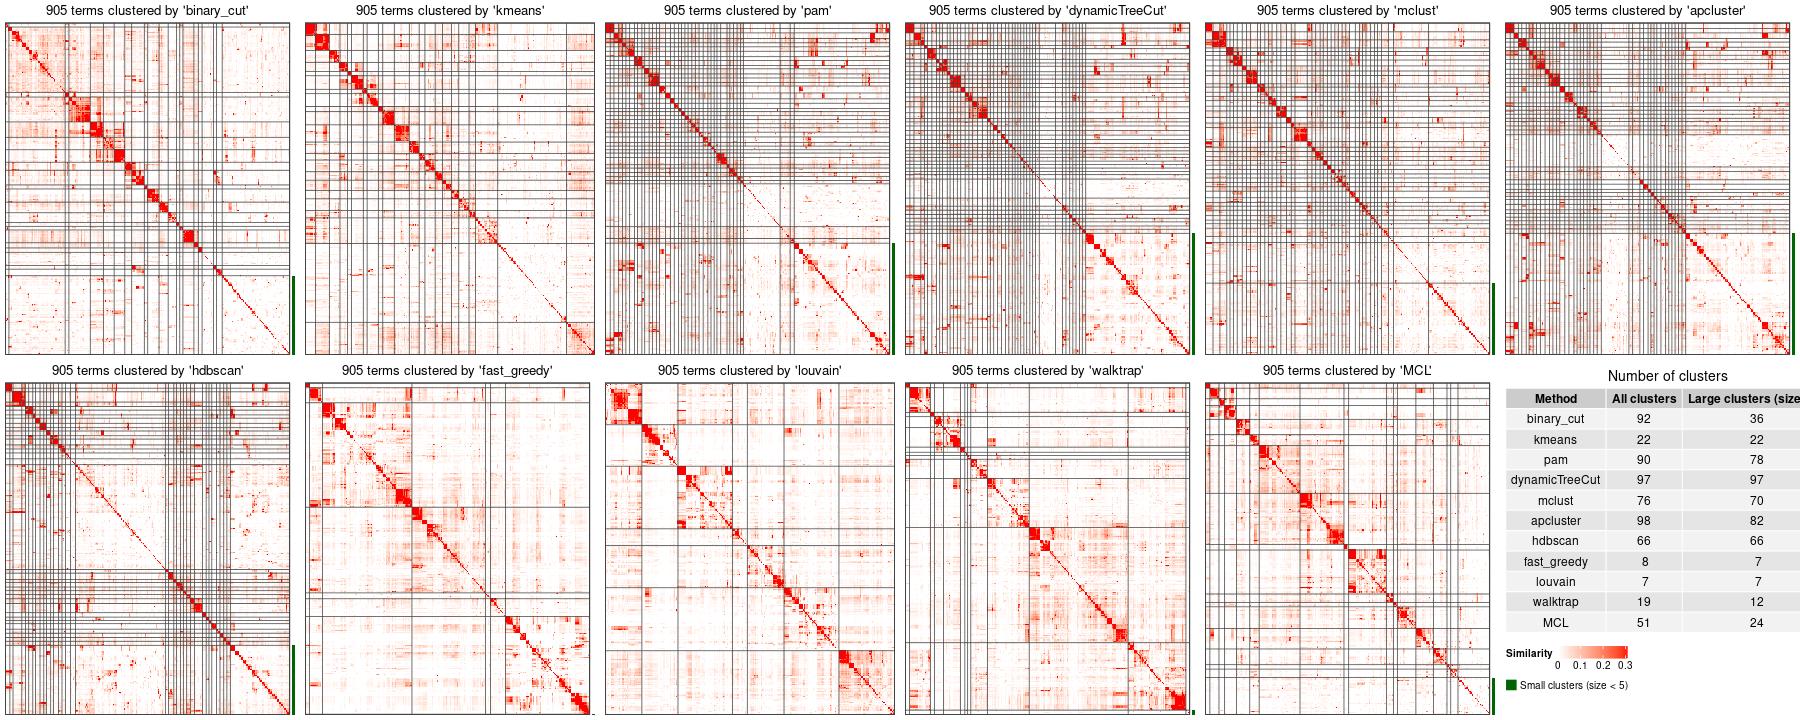 905 terms clustered by 'binary_cut'
905 terms clustered by 'kmeans'
905 terms clustered by 'pam'
905 terms clustered by 'dynamicTreeCut'
905 terms clustered by 'mclust'
905 terms clustered by 'apcluster'
905 terms clustered by 'hdbscan'
905 terms clustered by 'fast_greedy'
905 terms clustered by 'louvain'
905 terms clustered by 'walktrap'
905 terms clustered by 'MCL'
Number of clusters
Method All clusters Large clusters (size
binary_cut 92 36
kmeans 22 22
pam 90 78
dynamicTreeCut 97 97
mclust 76 70
apcluster 98 82
hdbscan 66 66
fast_greedy 8 7
louvain 7 7
walktrap 19 12
MCL 51 24
Similarity
0 0.1 0.2 0.3
Small clusters (size < 5)